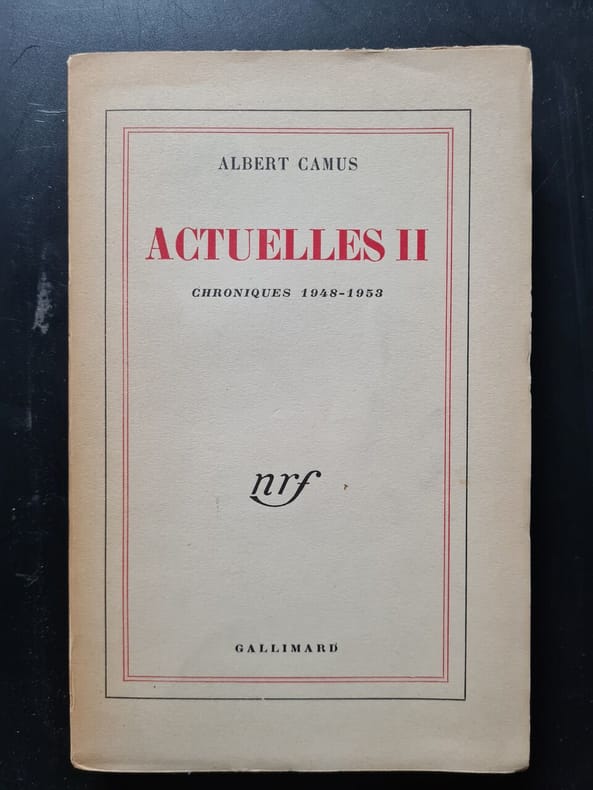 ALBERT CAMUS
ACTUELLES II
CHRONIQUES 1948-1953
nrf
GALLIMARD